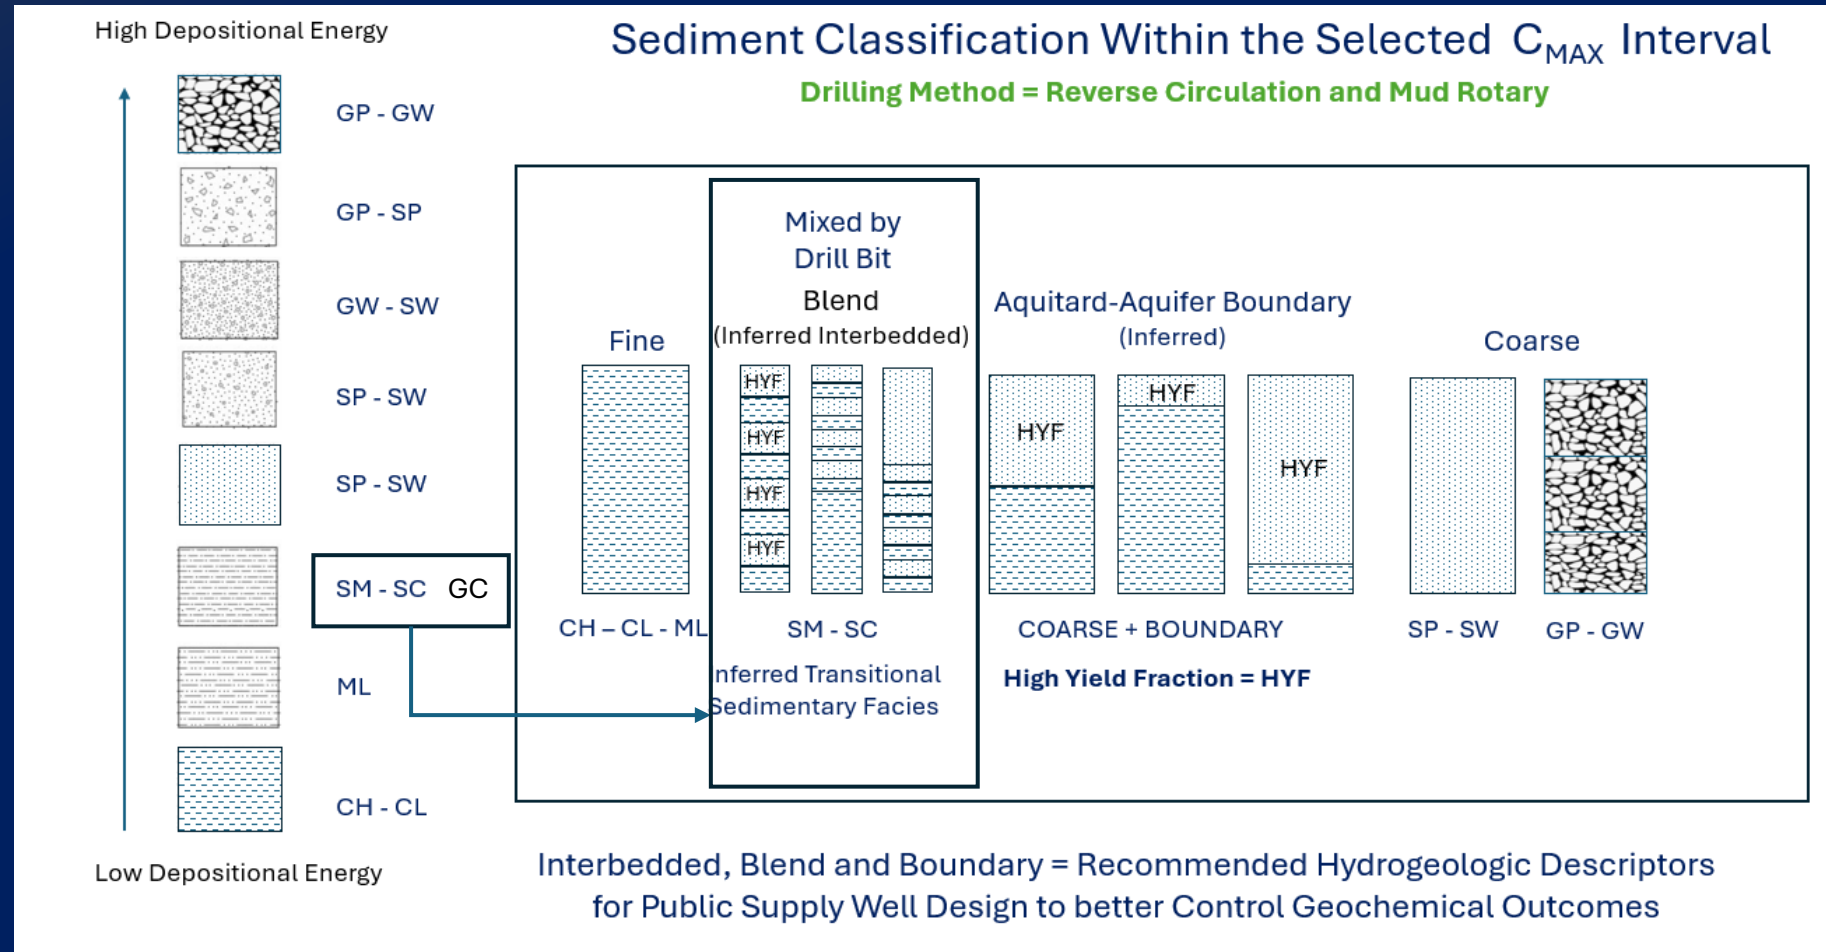 High Depositional Energy
Sediment Classification Within the Selected CMAX Interval
Drilling Method = Reverse Circulation and Mud Rotary
GP - GW
GP - SP
GW - SW
SP - SW
SP - SW
SM - SC GC
ML
CH - CL
Low Depositional Energy
Fine
CH – CL - ML
Mixed by
Drill Bit
Blend
(Inferred Interbedded)
HYF
HYF
HYF
HYF
SM - SC
nferred Transitional
Sedimentary Facies
Aquitard-Aquifer Boundary
(Inferred)
HYF
HYF
HYF
COARSE + BOUNDARY
High Yield Fraction = HYF
Coarse
SP - SW
GP - GW
Interbedded, Blend and Boundary = Recommended Hydrogeologic Descriptors
for Public Supply Well Design to better Control Geochemical Outcomes